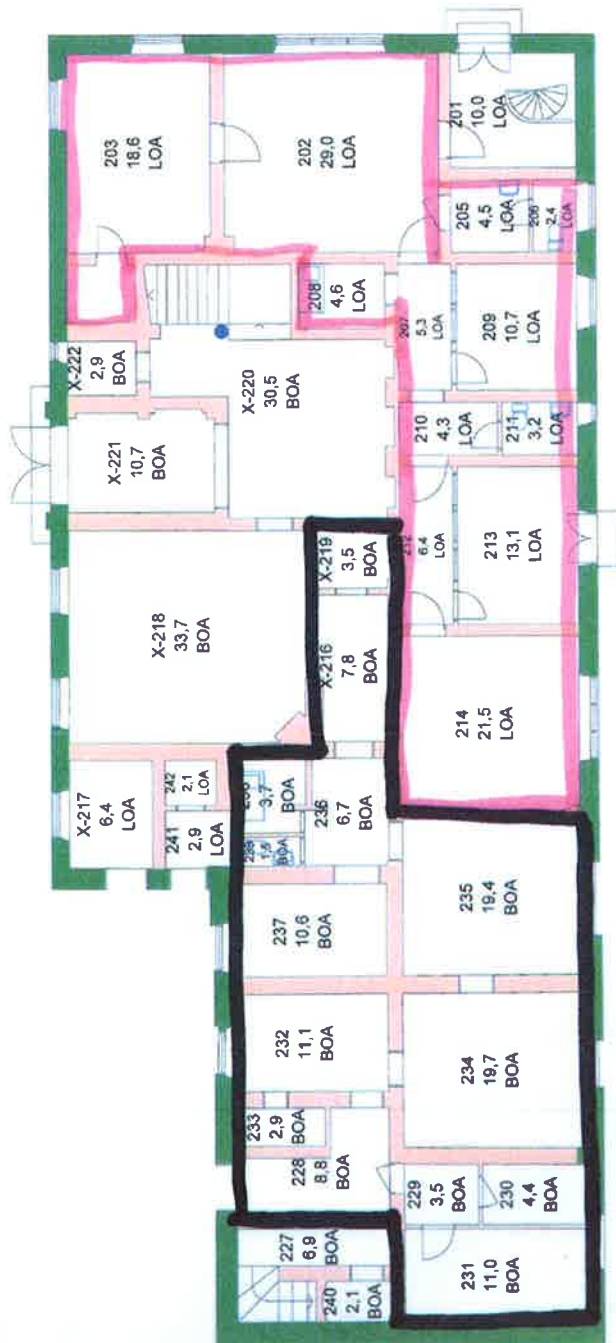 203
18,6
LOA
202
29,0
LOA
201
10,0
LOA
205
4,5
LOA
206
2,4
LOA
208
4,6
LOA
207
5,3
LOA
209
10,7
LOA
X-222
2,9
BOA
X-220
30,5
BOA
X-221
10,7
BOA
210
4,3
LOA
211
3,2
LOA
212
6,4
LOA
213
13,1
LOA
X-219
3,5
BOA
X-218
33,7
BOA
X-216
7,8
BOA
214
21,5
LOA
X-217
6,4
LOA
242
2,1
LOA
241
2,9
LOA
3,7
BOA
236
6,7
BOA
1,5
BOA
237
10,6
BOA
235
19,4
BOA
232
11,1
BOA
234
19,7
BOA
233
2,9
BOA
228
8,8
BOA
229
3,5
BOA
230
4,4
BOA
227
6,9
BOA
240
2,1
BOA
231
11,0
BOA